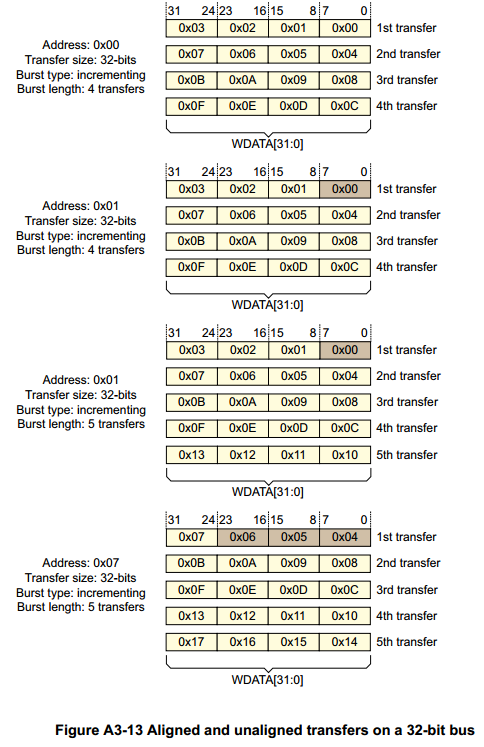 31 24 23 16 15 8 7 0
0x03 0x02 0x01 0x00 1st transfer
Address: 0x00
0x07 0x06 0x05 0x04 2nd transfer
Transfer size: 32-bits
Burst type: incrementing
0x0B 0x0A 0x09 0x08 3rd transfer
Burst length: 4 transfers
0x0F 0x0E 0x0D 0x0C 4th transfer
WDATA[31:0]
31 24 23 16 15 8 7 0
0x03 0x02 0x01 0x00 1st transfer
Address: 0x01
0x07 0x06 0x05 0x04 2nd transfer
Transfer size: 32-bits
Burst type: incrementing
0x0B 0x0A 0x09 0x08 3rd transfer
Burst length: 4 transfers
0x0F 0x0E 0x0D 0x0C 4th transfer
WDATA[31:0]
31 24 23 16 15 8 7 0
0x03 0x02 0x01 0x00 1st transfer
0x07 0x06 0x05 0x04 2nd transfer
Address: 0x01
Transfer size: 32-bits
0x0B 0x0A 0x09 0x08 3rd transfer
Burst type: incrementing
Burst length: 5 transfers
0x0F 0x0E 0x0D 0x0C 4th transfer
0x13 0x12 0x11 0x10 5th transfer
WDATA[31:0]
31 24 23 16 15 8 7 0
0x07 0x06 0x05 0x04 1st transfer
0x0B 0x0A 0x09 0x08 2nd transfer
Address: 0x07
Transfer size: 32-bits
0x0F 0x0E 0x0D 0x0C 3rd transfer
Burst type: incrementing
Burst length: 5 transfers
0x13 0x12 0x11 0x10 4th transfer
0x17 0x16 0x15 0x14 5th transfer
WDATA[31:0]
Figure A3-13 Aligned and unaligned transfers on a 32-bit bus